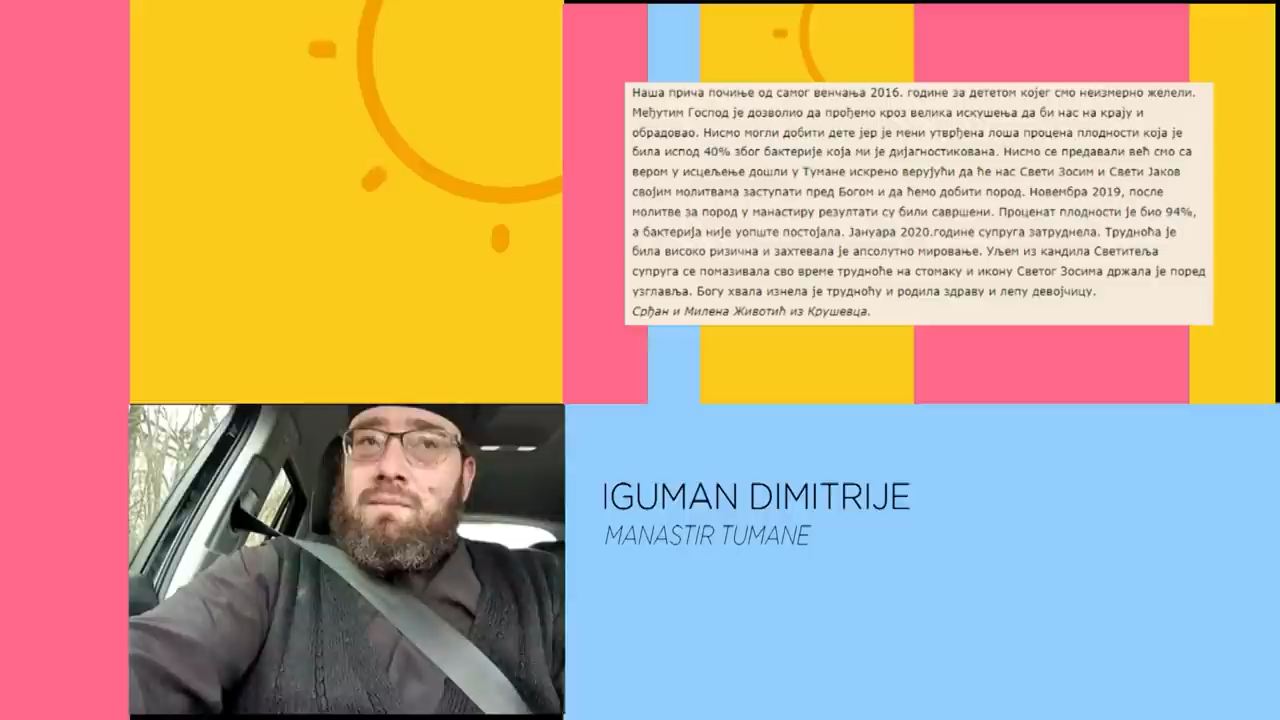 Наша прича почиње од самог венчања 2016. године за дететом којег смо неизмерно желели.
Међутим Господ је дозволио да прођемо кроз велика искушења да би нас на крају и
обрадовао. Нисмо могли добити дете јер је мени утврђена лоша процена плодности која је
била испод 40% због бактерије која ми је дијагностикована. Нисмо се предавали већ смо са
вером у исцељење дошли у Тумане искрено верујући да ће нас Свети Зосим и Свети Јаков
својим молитвама заступати пред Богом и да ћемо добити пород. Новембра 2019, после
молитве за пород у манастиру резултати су били савршени. Проценат плодности је био 94%,
а бактерија није уопште постојала. Јануара 2020.године супруга затруднела. Трудноћа је
била високо ризична и захтевала је апсолутно мировање. Уљем из кандила Светитеља
супруга се помазивала сво време трудноће на стомаку и икону Светог Зосима држала је поред
узглавља. Богу хвала изнела је трудноћу и родила здраву и лепу девојчицу.
Срђан и Милена Животић из Крушевца.
IGUMAN DIMITRIJE
MANASTIR TUMANE